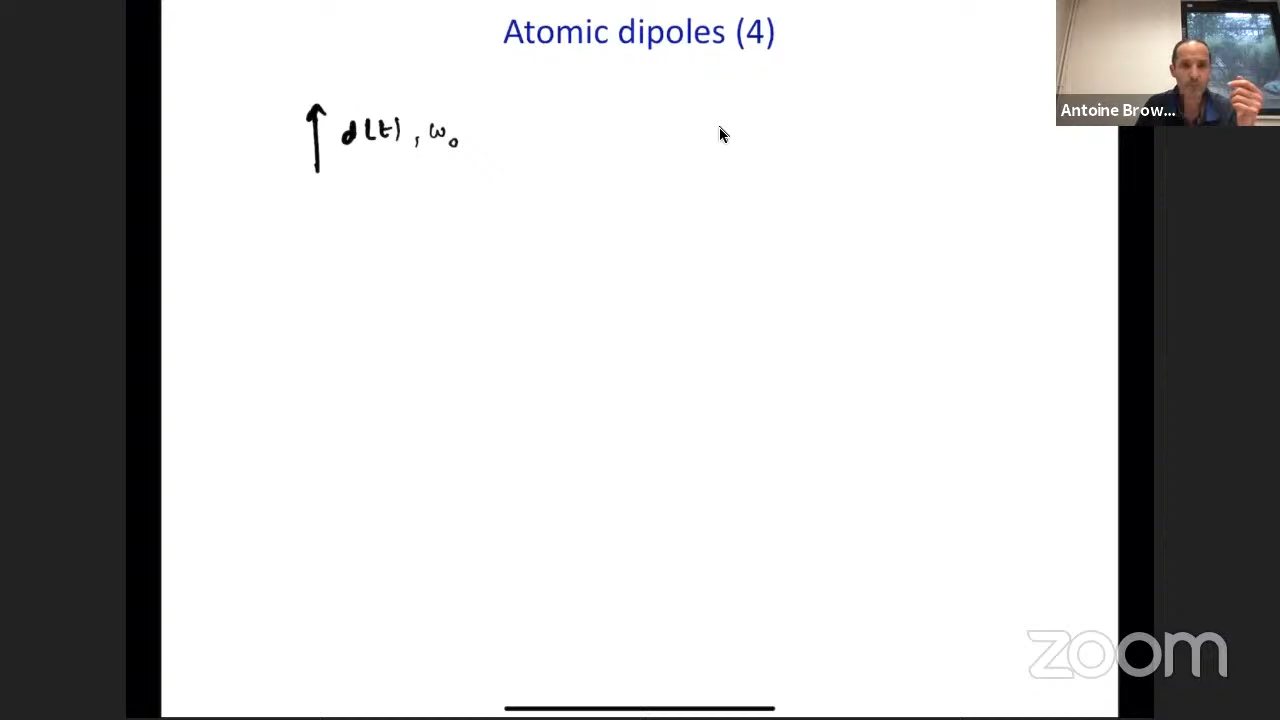 Atomic dipoles (4)
Antoine Brow...
d(t), ω₀
zoom